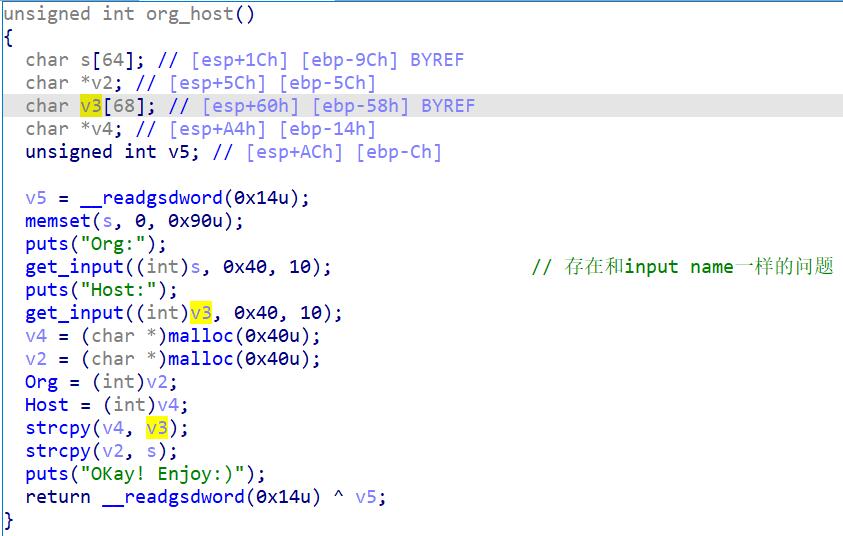 unsigned int org_host()
{
  char s[64]; // [esp+1Ch] [ebp-9Ch] BYREF
  char *v2; // [esp+5Ch] [ebp-5Ch]
  char v3[68]; // [esp+60h] [ebp-58h] BYREF
  char *v4; // [esp+A4h] [ebp-14h]
  unsigned int v5; // [esp+ACh] [ebp-Ch]

  v5 = __readgsdword(0x14u);
  memset(s, 0, 0x90u);
  puts("Org:");
  get_input((int)s, 0x40, 10);                  // 存在和input name一样的问题
  puts("Host:");
  get_input((int)v3, 0x40, 10);
  v4 = (char *)malloc(0x40u);
  v2 = (char *)malloc(0x40u);
  Org = (int)v2;
  Host = (int)v4;
  strcpy(v4, v3);
  strcpy(v2, s);
  puts("OKay! Enjoy:)");
  return __readgsdword(0x14u) ^ v5;
}